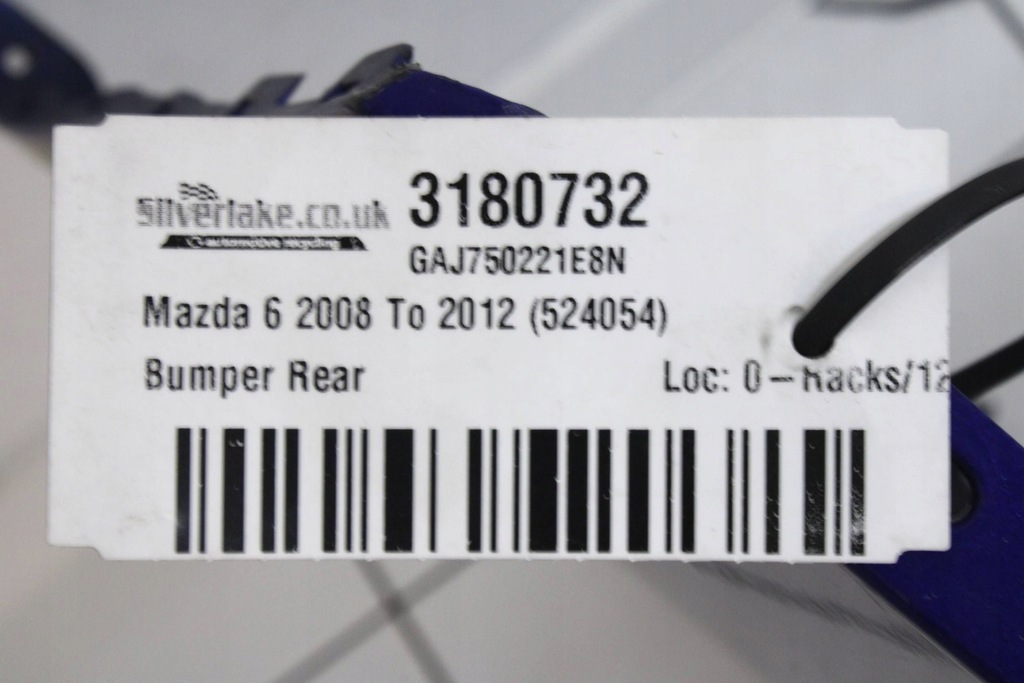 Silverlake.co.uk
automotive recycling
3180732
GAJ750221E8N
Mazda 6 2008 To 2012 (524054)
Bumper Rear
Loc: 0 – Racks/12